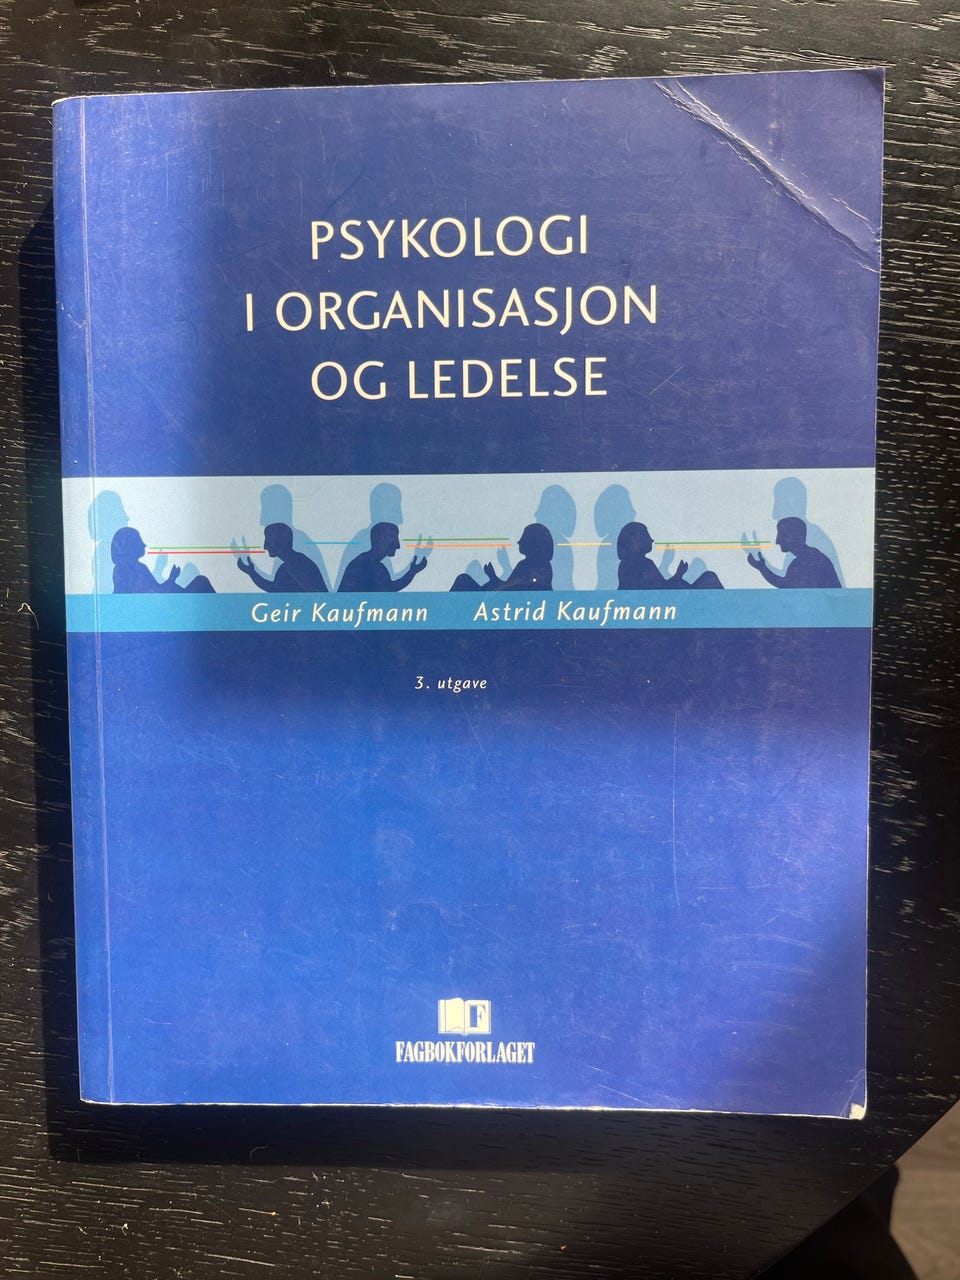 PSYKOLOGI
I ORGANISASJON
OG LEDELSE
Geir Kaufmann Astrid Kaufmann
3. utgave
F
FAGBOKFORLAGET